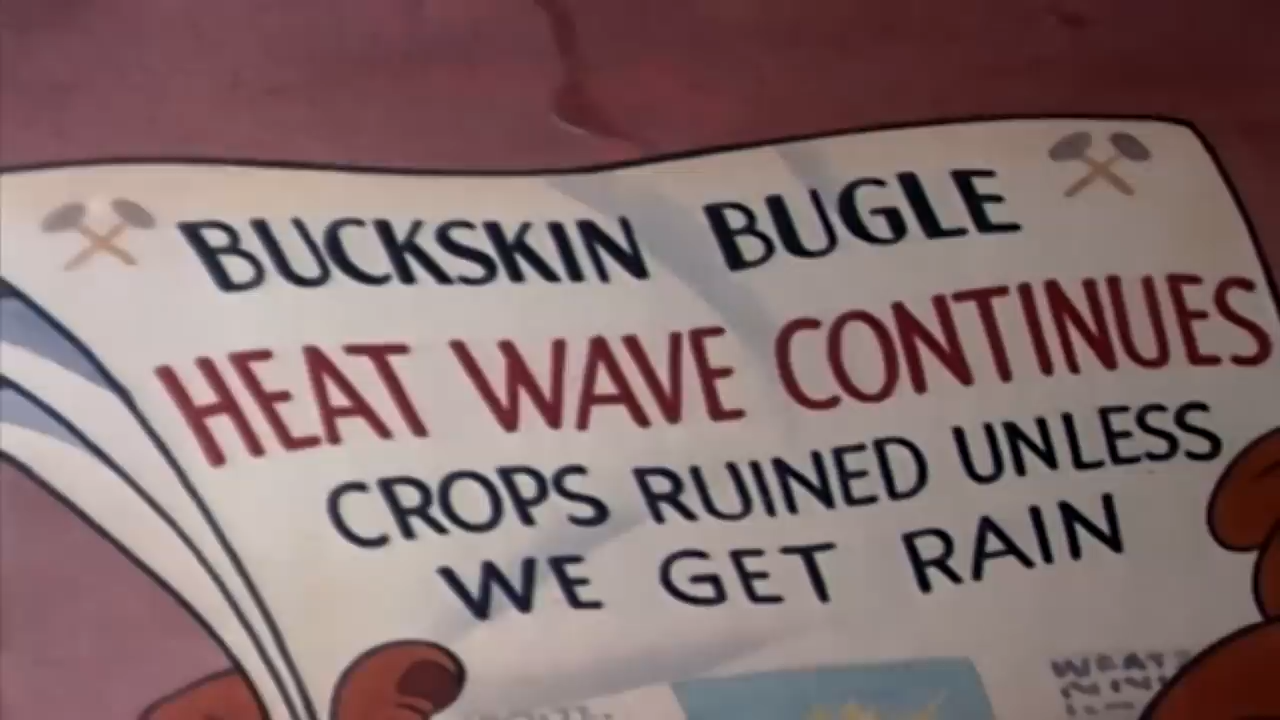 BUCKSKIN BUGLE
HEAT WAVE CONTINUES
CROPS RUINED UNLESS
WE GET RAIN